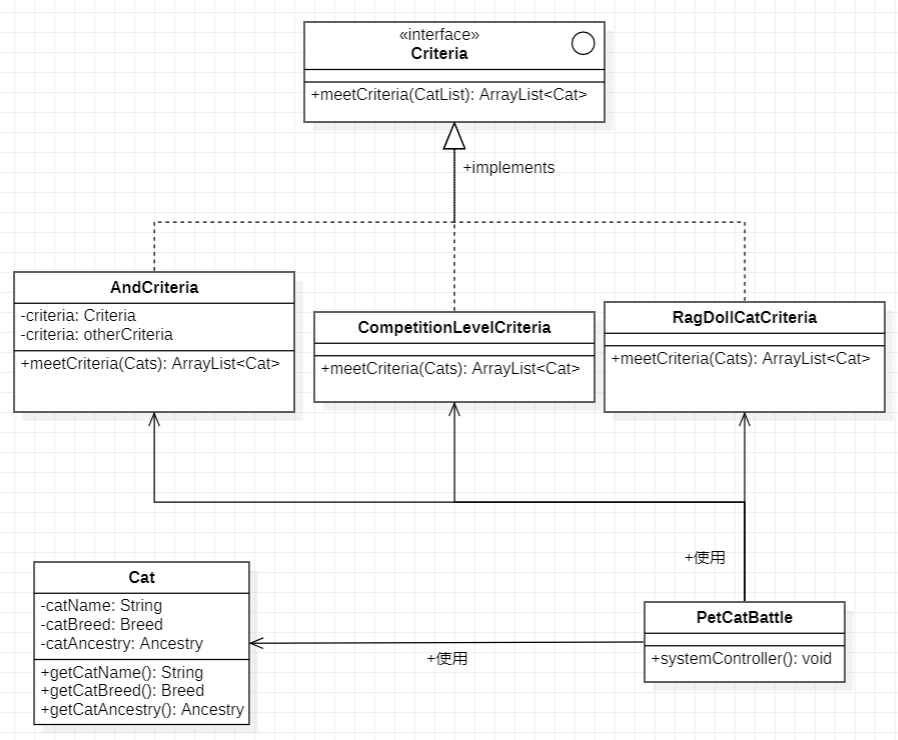 «interface»
Criteria
+meetCriteria(CatList): ArrayList<Cat>
+implements
AndCriteria
-criteria: Criteria
-criteria: otherCriteria
+meetCriteria(Cats): ArrayList<Cat>
CompetitionLevelCriteria
+meetCriteria(Cats): ArrayList<Cat>
RagDollCatCriteria
+meetCriteria(Cats): ArrayList<Cat>
+使用
Cat
-catName: String
-catBreed: Breed
-catAncestry: Ancestry
+getCatName(): String
+getCatBreed(): Breed
+getCatAncestry(): Ancestry
+使用
PetCatBattle
+systemController(): void